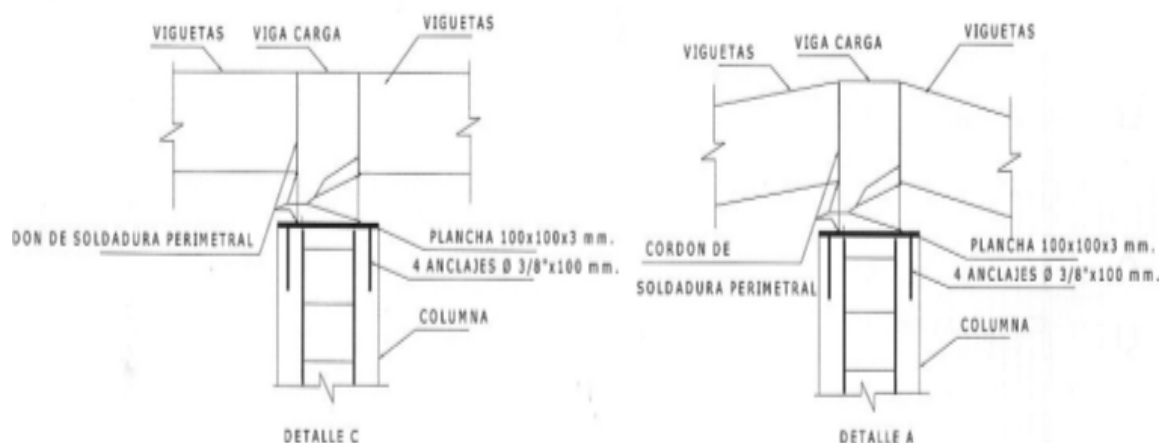 VIGUETAS
VIGA CARGA
VIGUETAS
DON DE SOLDADURA PERIMETRAL
PLANCHA 100x100x3 mm.
4 ANCLAJES Ø 3/8"x100 mm.
COLUMNA
DETALLE C
VIGUETAS
VIGA CARGA
VIGUETAS
CORDON DE
SOLDADURA PERIMETRAL
PLANCHA 100x100x3 mm.
4 ANCLAJES Ø 3/8"x100 mm.
COLUMNA
DETALLE A